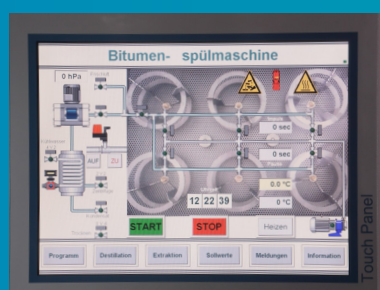 Bitumen- spülmaschine
0 hPa
0 sec
AUF ZU
0 sec
0.0 °C
12 22 39
0 °C
START
STOP
Heizen
Programm
Destillation
Extraktion
Sollwerte
Meldungen
Information
Touch Panel